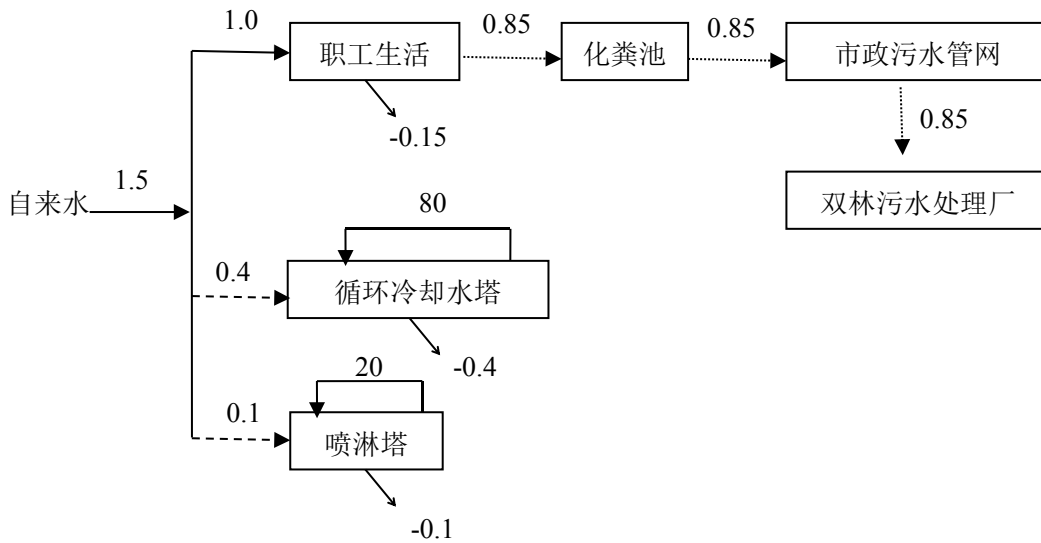 1.0
职工生活
0.85
化粪池
0.85
市政污水管网
-0.15
0.85
自来水
1.5
双林污水处理厂
80
0.4
循环冷却水塔
-0.4
20
0.1
喷淋塔
-0.1